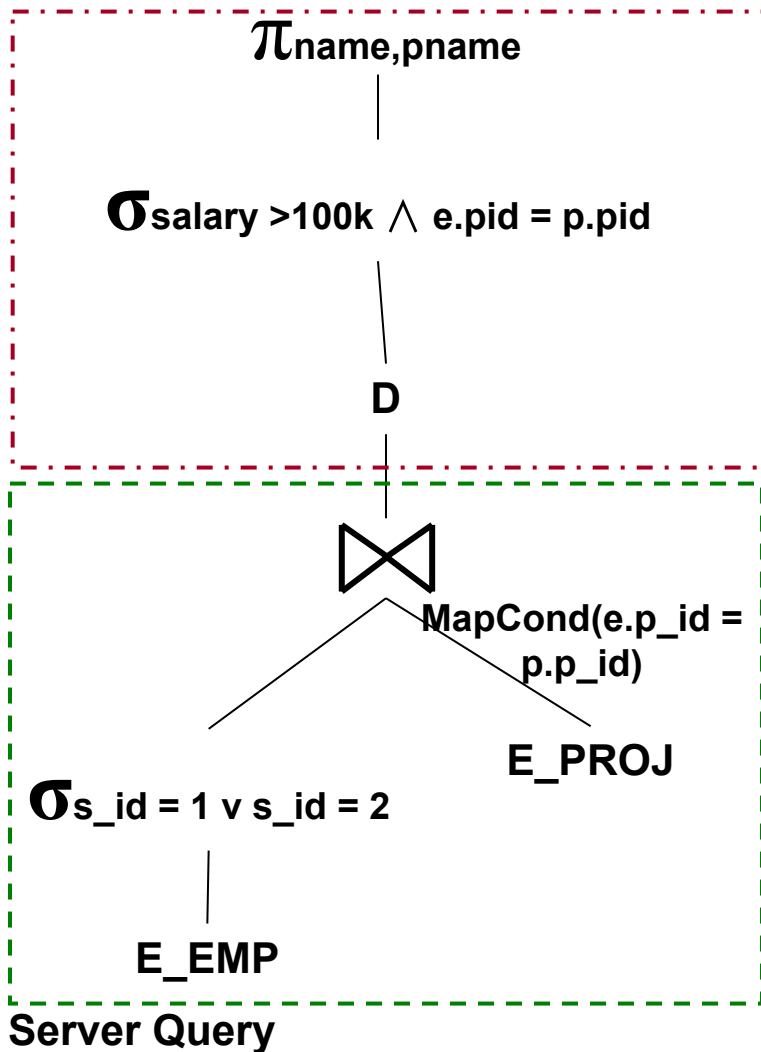 πname,pname
σsalary >100k ∧ e.pid = p.pid
D
MapCond(e.p_id =
p.p_id)
E_PROJ
σs_id = 1 v s_id = 2
E_EMP
Server Query